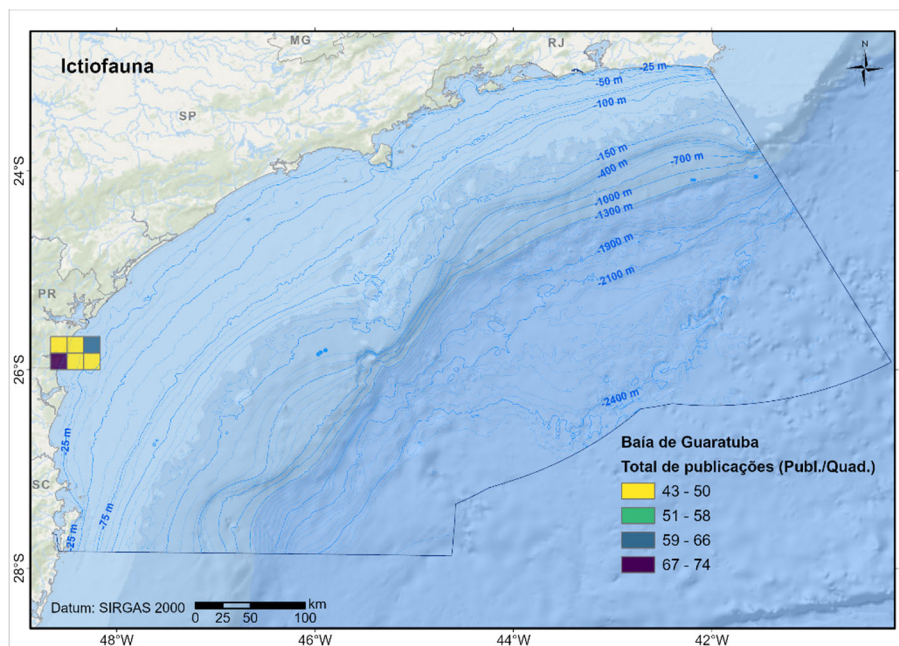 MG
RJ
N
Ictiofauna
-25 m
-50 m
-100 m
SP
-150 m
-700 m
-400 m
24°S
-1000 m
-1300 m
-1900 m
-2100 m
PR
26°S
-2400 m
-25 m
Baía de Guaratuba
Total de publicações (Publ./Quad.)
SC
43 - 50
-75 m
51 - 58
-25 m
59 - 66
28°S
67 - 74
Datum: SIRGAS 2000
km
0 25 50 100
48°W 46°W 44°W 42°W